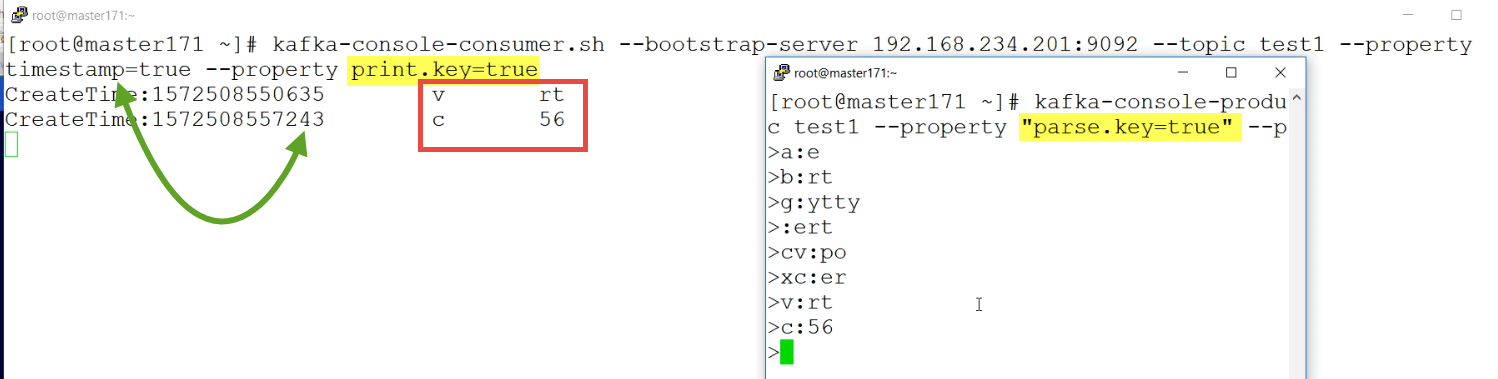 root@master171:~
[root@master171 ~]# kafka-console-consumer.sh --bootstrap-server 192.168.234.201:9092 --topic test1 --property
timestamp=true --property print.key=true
CreateTime:1572508550635 v rt
CreateTime:1572508557243 c 56
root@master171:~
[root@master171 ~]# kafka-console-produ
c test1 --property "parse.key=true" --p
>a:e
>b:rt
>g:ytty
>:ert
>cv:po
>xc:er
>v:rt
>c:56
>